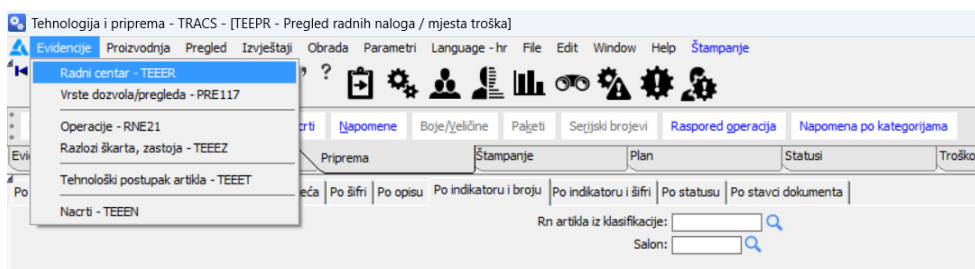 Tehnologija i priprema - TRACS - [TEEPR - Pregled radnih naloga / mjesta troška]
Evidencije Proizvodnja Pregled Izvještaji Obrada Parametri Language - hr File Edit Window Help Štampanje
Radni centar - TEEER
?
Vrste dozvola/pregleda - PRE117
Operacije - RNE21
Napomene Boje/Veličine Paketi Serijski brojevi Raspored operacija Napomena po kategorijama
Razlozi škarta, zastoja - TEEEZ
Evi Priprema Štampanje Plan Statusi Troško
Tehnološki postupak artikla - TEEET
Po Po šifri Po opisu Po indikatoru i broju Po indikatoru i šifri Po statusu Po stavci dokumenta
Nacrti - TEEEN
Rn artikla iz klasifikacije:
Salon: